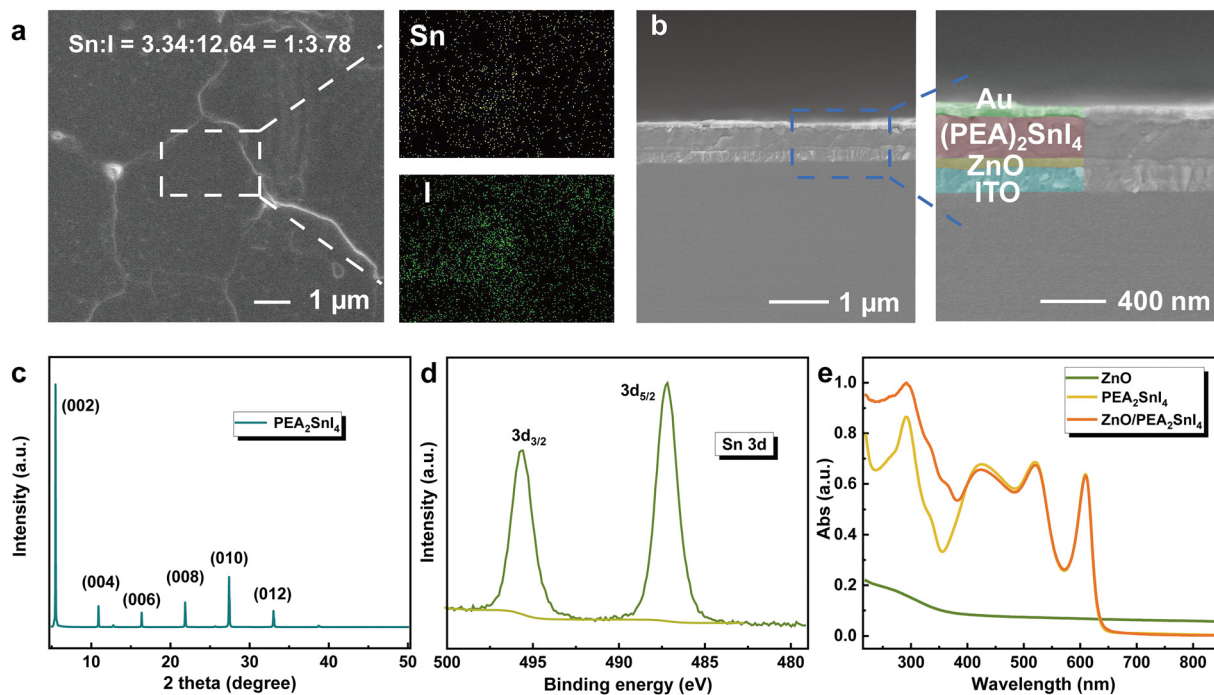 a
Sn:I = 3.34:12.64 = 1:3.78
1 µm
Sn
I
b
1 µm
Au
(PEA)₂SnI₄
ZnO
ITO
400 nm
c
(002)
(004)
(006)
(008)
(010)
(012)
PEA₂SnI₄
Intensity (a.u.)
10 20 30 40 50
2 theta (degree)
d
3d₃/₂
3d₅/₂
Sn 3d
Intensity (a.u.)
500 495 487 485 479
Binding energy (eV)
e
ZnO
PEA₂SnI₄
ZnO/PEA₂SnI₄
Abs (a.u.)
1.0
0.8
0.6
0.4
0.2
0.0
300 400 500 600 700 800
Wavelength (nm)